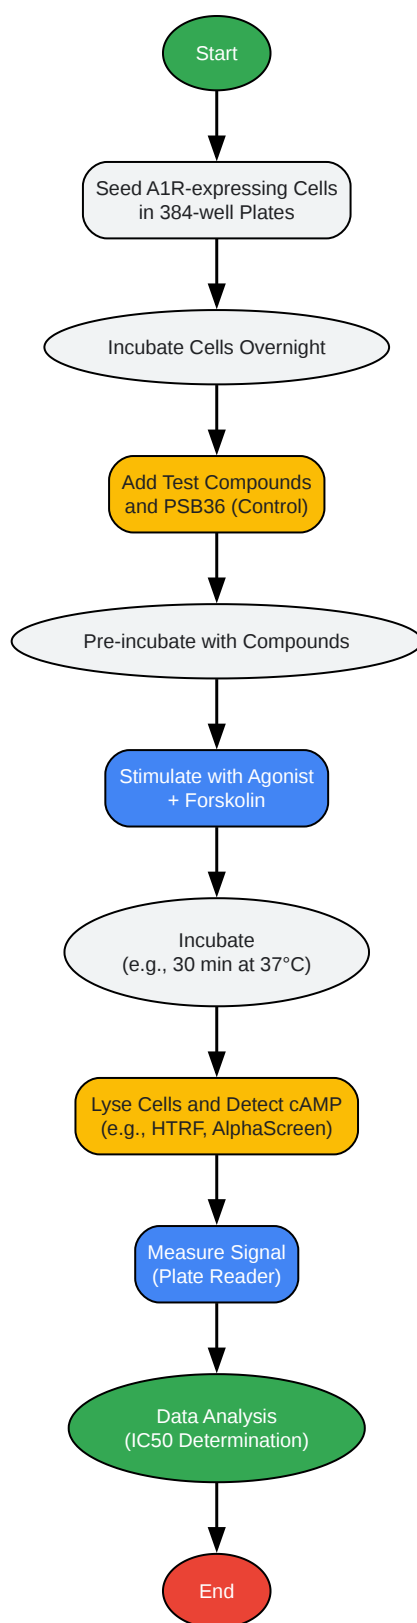 Start
Seed A1R-expressing Cells
in 384-well Plates
Incubate Cells Overnight
Add Test Compounds
and PSB36 (Control)
Pre-incubate with Compounds
Stimulate with Agonist
+ Forskolin
Incubate
(e.g., 30 min at 37°C)
Lyse Cells and Detect cAMP
(e.g., HTRF, AlphaScreen)
Measure Signal
(Plate Reader)
Data Analysis
(IC50 Determination)
End